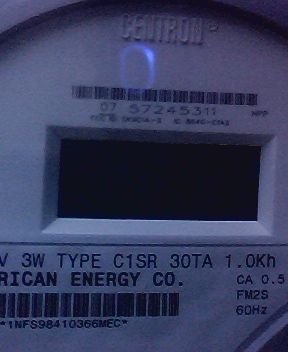 CENTRON®
07 57245311
V 3W TYPE C1SR 30TA 1.0Kh
RICAN ENERGY CO.
CA 0.5
FM2S
60Hz
*1NFS98410366MEC*